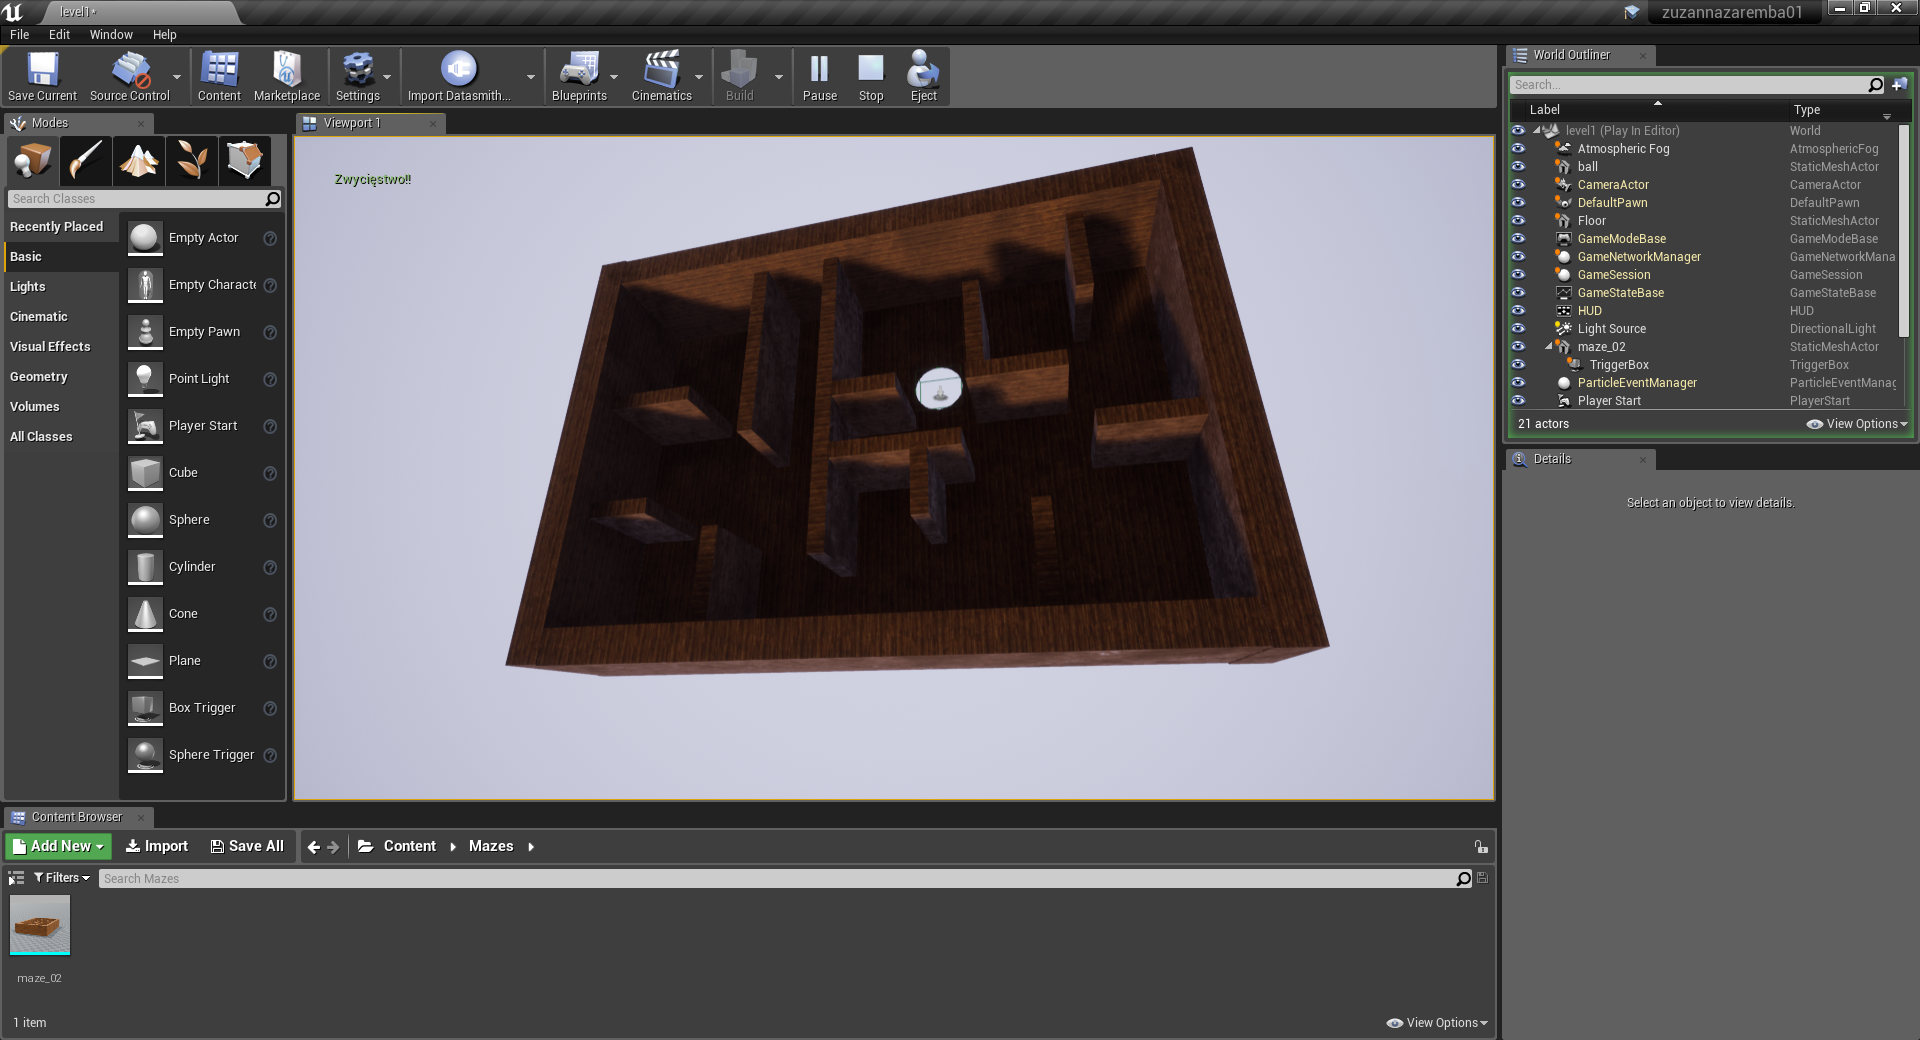 level1*
zuzannazaremba01
File Edit Window Help
Save Current Source Control Content Marketplace Settings Import Datasmith... Blueprints Cinematics Build Pause Stop Eject
Modes
Search Classes
Recently Placed
Basic
Lights
Cinematic
Visual Effects
Geometry
Volumes
All Classes
Empty Actor
Empty Characte
Empty Pawn
Point Light
Player Start
Cube
Sphere
Cylinder
Cone
Plane
Box Trigger
Sphere Trigger
Viewport 1
Zwycięstwo!!
World Outliner
Search...
Label Type
level1 (Play In Editor) World
Atmospheric Fog AtmosphericFog
ball StaticMeshActor
CameraActor CameraActor
DefaultPawn DefaultPawn
Floor StaticMeshActor
GameModeBase GameModeBase
GameNetworkManager GameNetworkMana
GameSession GameSession
GameStateBase GameStateBase
HUD HUD
Light Source DirectionalLight
maze_02 StaticMeshActor
TriggerBox TriggerBox
ParticleEventManager ParticleEventManag
Player Start PlayerStart
21 actors View Options
Details
Select an object to view details.
Content Browser
Add New Import Save All Content Mazes
Filters Search Mazes
maze_02
1 item View Options